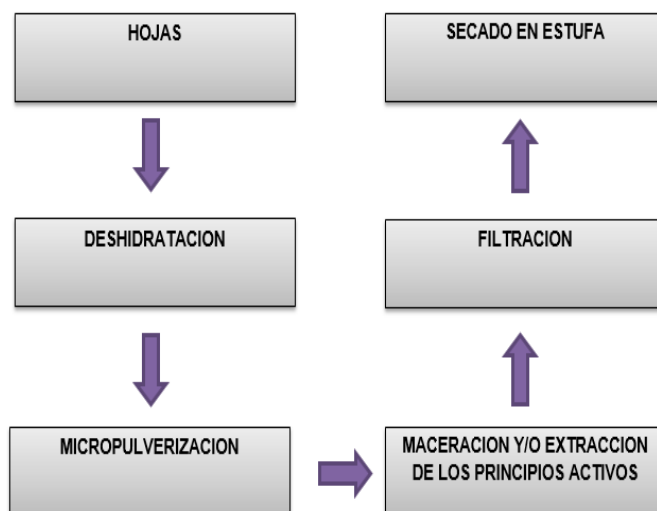 HOJAS
DESHIDRATACION
MICROPULVERIZACION
MACERACION Y/O EXTRACCION
DE LOS PRINCIPIOS ACTIVOS
FILTRACION
SECADO EN ESTUFA